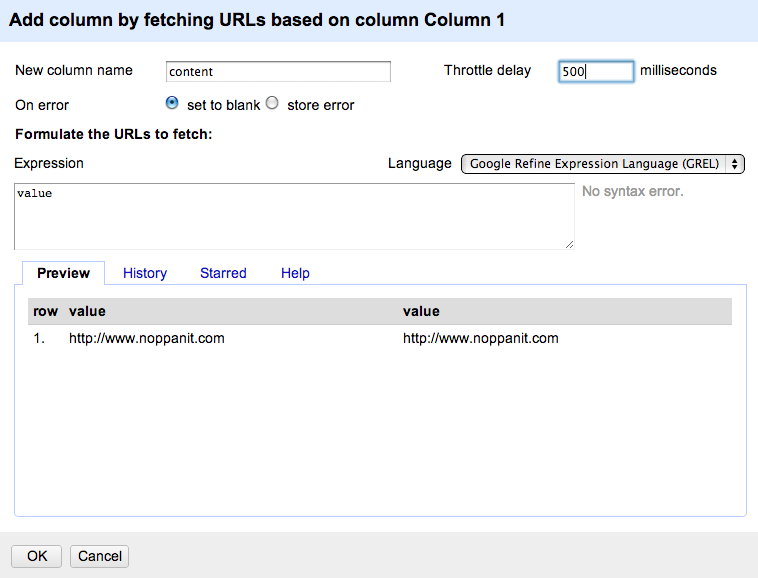 Add column by fetching URLs based on column Column 1
New column name content Throttle delay 500 milliseconds
On error set to blank store error
Formulate the URLs to fetch:
Expression Language Google Refine Expression Language (GREL)
value No syntax error.
Preview History Starred Help
row value value
1. http://www.noppanit.com http://www.noppanit.com
OK Cancel